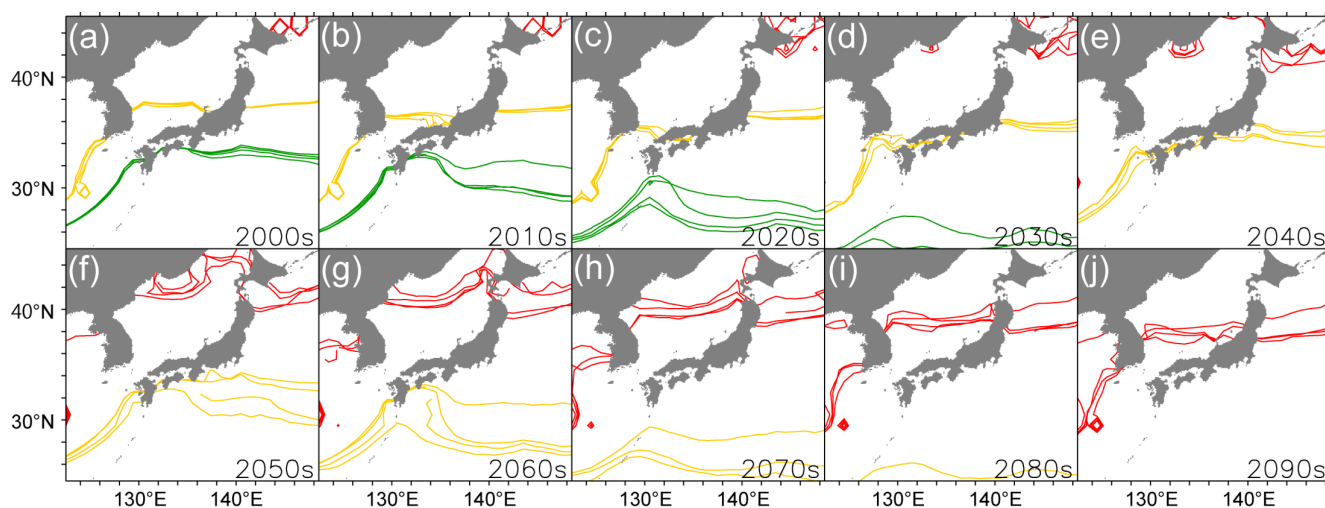 (a) (b) (c) (d) (e)
40°N
30°N
2000s 2010s 2020s 2030s 2040s
(f) (g) (h) (i) (j)
40°N
30°N
2050s 2060s 2070s 2080s 2090s
130°E 140°E 130°E 140°E 130°E 140°E 130°E 140°E 130°E 140°E